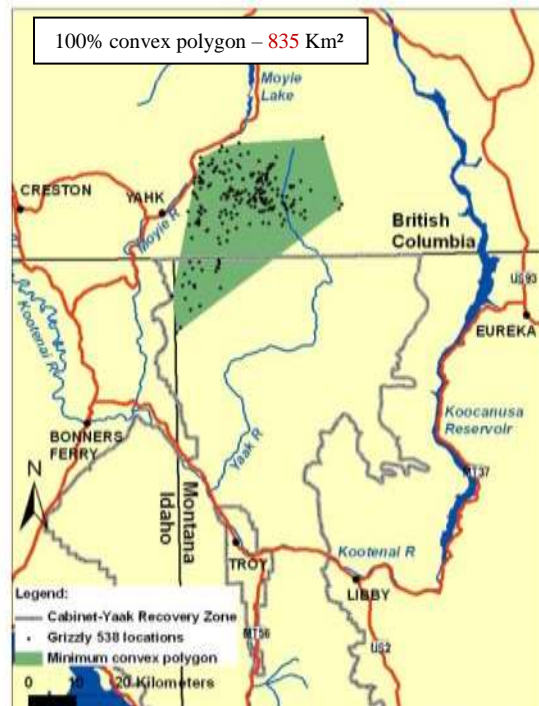 100% convex polygon – 835 Km²
Moyie
Lake
CRESTON
YAHK
Moyie R
British
Columbia
US93
Kootenai R
EUREKA
Koocanusa
Reservoir
BONNERS
FERRY
Yaak R
MT37
N
Idaho
Montana
TROY
Kootenai R
LIBBY
Legend:
Cabinet-Yaak Recovery Zone
Grizzly 538 locations
Minimum convex polygon
MT56
US2
0 10 20 Kilometers